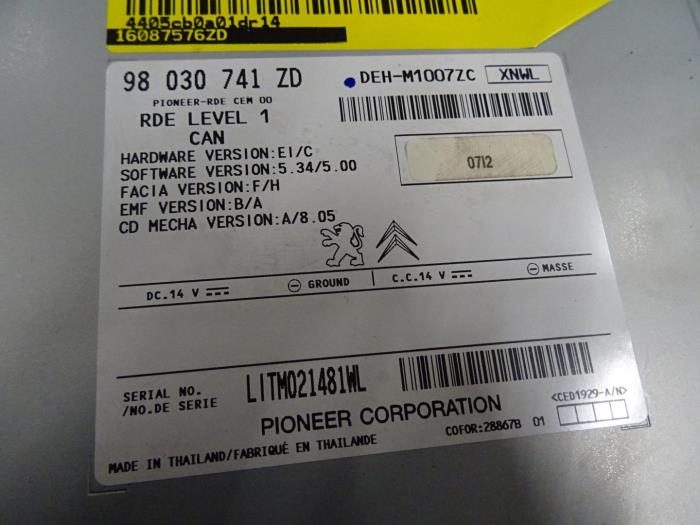 4405cb0a01dr14
16087576ZD
98 030 741 ZD
DEH-M1007ZC XNWL
PIONEER-RDE CEM 00
RDE LEVEL 1
CAN
HARDWARE VERSION:EI/C
SOFTWARE VERSION:5.34/5.00
FACIA VERSION:F/H
EMF VERSION:B/A
CD MECHA VERSION:A/8.05
0712
DC.14 V GROUND C.C.14 V MASSE
SERIAL NO.
/NO.DE SERIE
LITM021481WL
<CED1929-A/N>
PIONEER CORPORATION
COFOR:28867B 01
MADE IN THAILAND/FABRIQUÉ EN THAILANDE